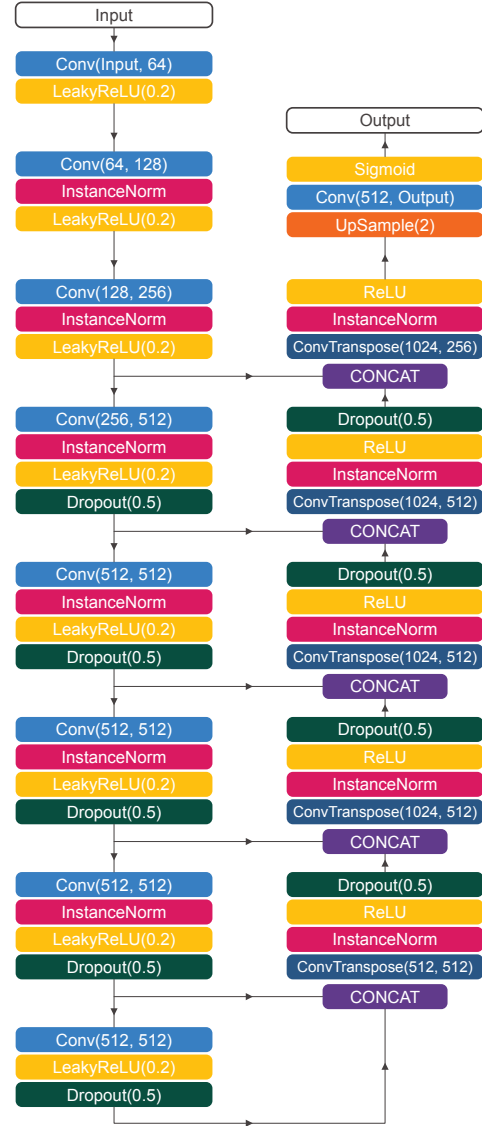 Input
Conv(Input, 64)
LeakyReLU(0.2)
Conv(64, 128)
InstanceNorm
LeakyReLU(0.2)
Conv(128, 256)
InstanceNorm
LeakyReLU(0.2)
Conv(256, 512)
InstanceNorm
LeakyReLU(0.2)
Dropout(0.5)
Conv(512, 512)
InstanceNorm
LeakyReLU(0.2)
Dropout(0.5)
Conv(512, 512)
InstanceNorm
LeakyReLU(0.2)
Dropout(0.5)
Conv(512, 512)
InstanceNorm
LeakyReLU(0.2)
Dropout(0.5)
Conv(512, 512)
LeakyReLU(0.2)
Dropout(0.5)
Output
Sigmoid
Conv(512, Output)
UpSample(2)
ReLU
InstanceNorm
ConvTranspose(1024, 256)
CONCAT
Dropout(0.5)
ReLU
InstanceNorm
ConvTranspose(1024, 512)
CONCAT
Dropout(0.5)
ReLU
InstanceNorm
ConvTranspose(1024, 512)
CONCAT
Dropout(0.5)
ReLU
InstanceNorm
ConvTranspose(1024, 512)
CONCAT
Dropout(0.5)
ReLU
InstanceNorm
ConvTranspose(512, 512)
CONCAT